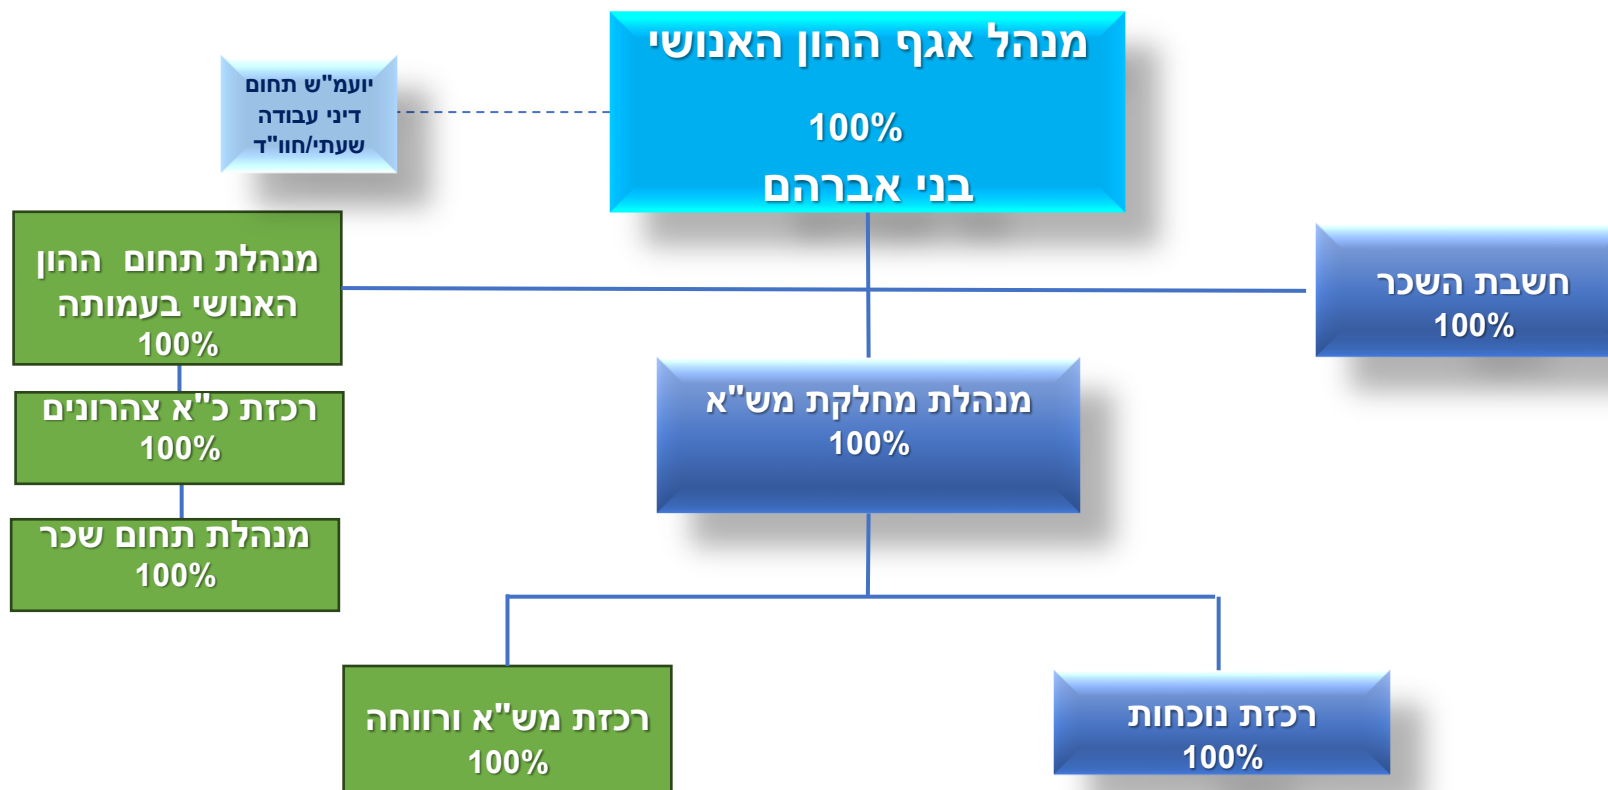 מנהל אגף ההון האנושי
100%
בני אברהם
יועמ"ש תחום
דיני עבודה
שעתי/חוו"ד
חשבת השכר
100%
מנהלת תחום ההון
האנושי בעמותה
100%
מנהלת מחלקת מש"א
100%
רכזת כ"א צהרונים
100%
מנהלת תחום שכר
100%
רכזת נוכחות
100%
רכזת מש"א ורווחה
100%